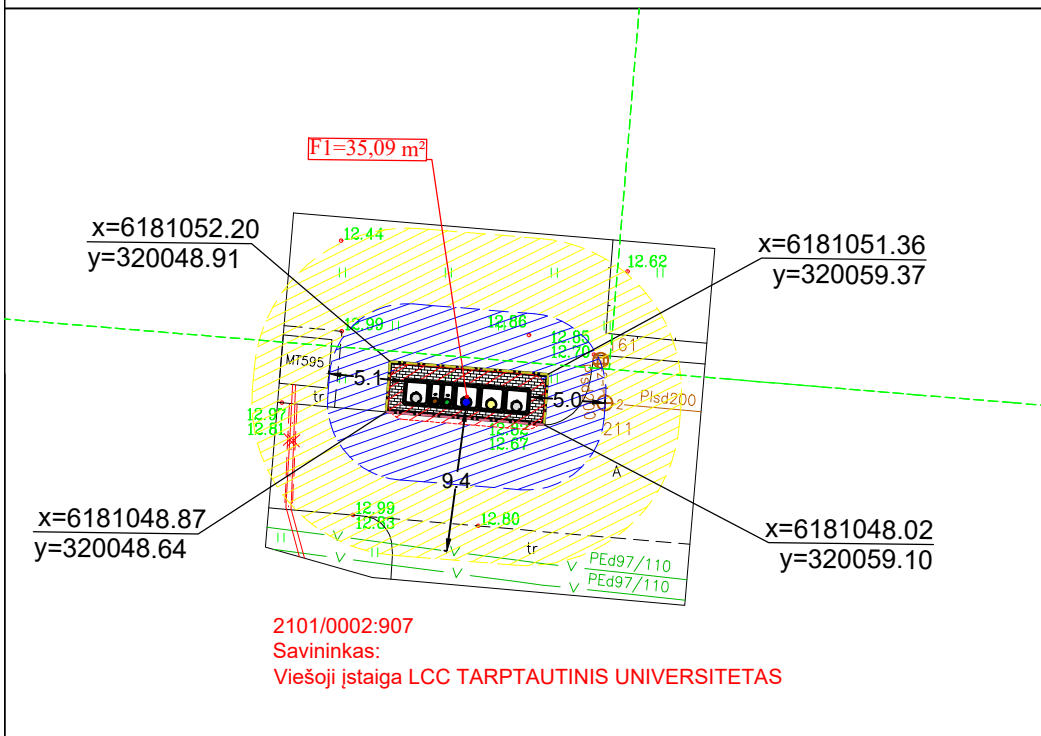 F1=35,09 m²
x=6181052.20
y=320048.91
x=6181051.36
y=320059.37
12.44
12.62
12.99
12.86
12.85
12.70
61
MT595
5.1
5.0
tr
Plsd200
2
211
12.97
12.81
12.67
A
9.4
x=6181048.87
y=320048.64
12.99
12.83
12.80
tr
x=6181048.02
y=320059.10
PEd97/110
PEd97/110
2101/0002:907
Savininkas:
Viešoji įstaiga LCC TARPTAUTINIS UNIVERSITETAS